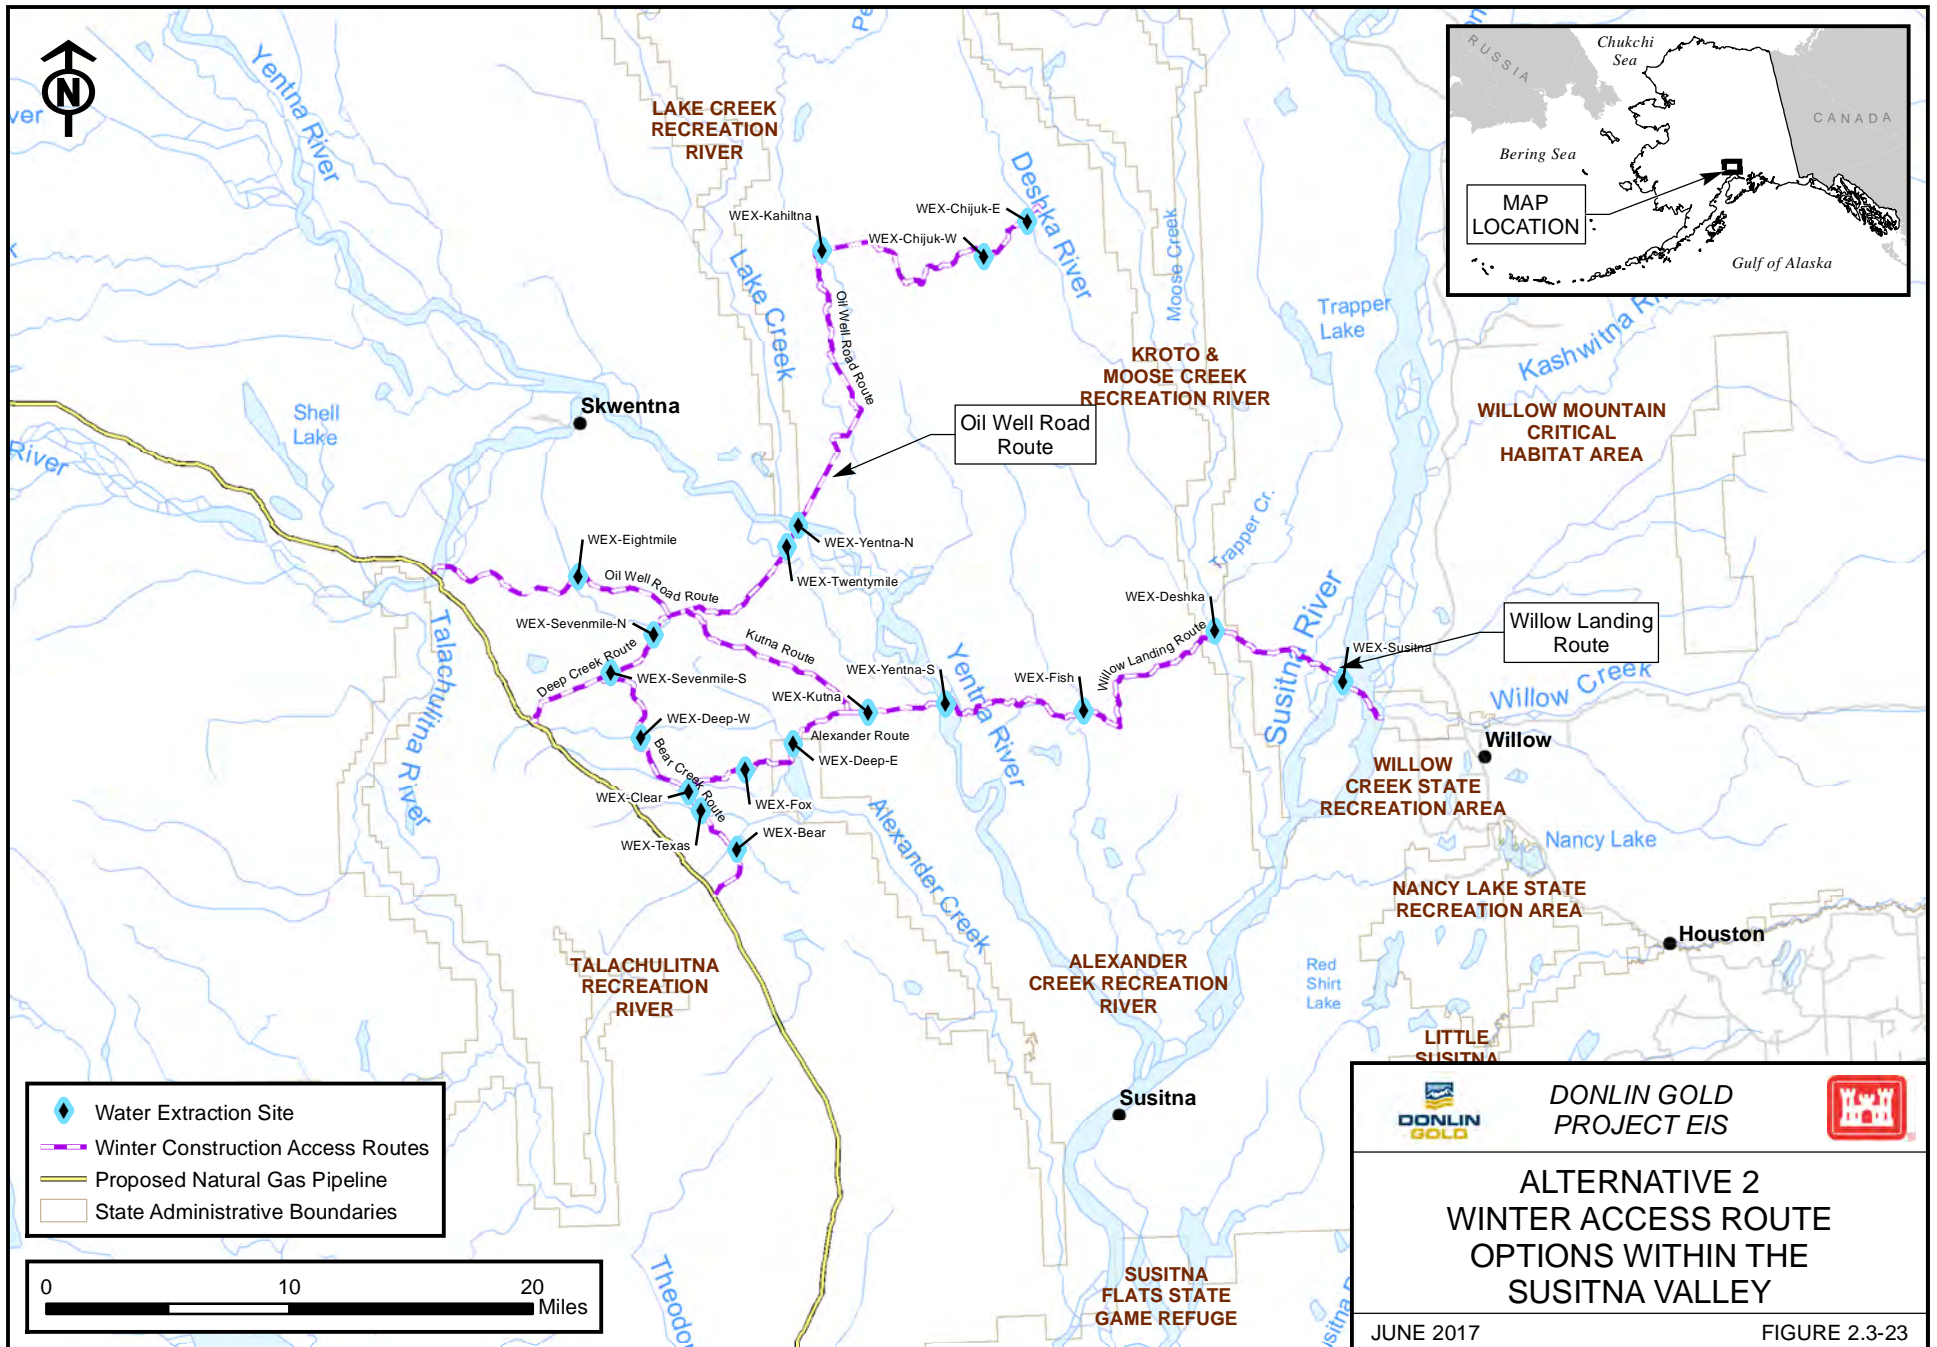 Yentna River
Pe
ver
k
N
LAKE CREEK
RECREATION
RIVER
RUSSIA
Chukchi
Sea
CANADA
Bering Sea
MAP
LOCATION
Gulf of Alaska
WEX-Kahiltna
WEX-Chijuk-E
WEX-Chijuk-W
Deshka River
Moose Creek
Lake Creek
Oil Well Road Route
Trapper
Lake
Kashwitna Ri
KROTO &
MOOSE CREEK
RECREATION RIVER
WILLOW MOUNTAIN
CRITICAL
HABITAT AREA
Shell
Lake
Skwentna
River
Oil Well Road
Route
WEX-Eightmile
WEX-Yentna-N
WEX-Twentymile
Oil Well Road Route
Trapper Cr.
WEX-Deshka
WEX-Sevenmile-N
Kutna Route
Deep Creek Route
WEX-Sevenmile-S
WEX-Yentna-S
WEX-Fish
Willow Landing Route
Susitna River
WEX-Susitna
Willow Landing
Route
Willow Creek
Talachulitna River
WEX-Kutna
WEX-Deep-W
Alexander Route
WEX-Deep-E
Yentna River
Bear Creek Route
WEX-Clear
WEX-Fox
WEX-Texas
WEX-Bear
Willow
WILLOW
CREEK STATE
RECREATION AREA
Nancy Lake
Alexander Creek
NANCY LAKE STATE
RECREATION AREA
Houston
TALACHULITNA
RECREATION
RIVER
ALEXANDER
CREEK RECREATION
RIVER
Red
Shirt
Lake
LITTLE
SUSITNA
Susitna
Theodor
SUSITNA
FLATS STATE
GAME REFUGE
usitna R
Water Extraction Site
Winter Construction Access Routes
Proposed Natural Gas Pipeline
State Administrative Boundaries
0 10 20
Miles
DONLIN
GOLD
DONLIN GOLD
PROJECT EIS
ALTERNATIVE 2
WINTER ACCESS ROUTE
OPTIONS WITHIN THE
SUSITNA VALLEY
JUNE 2017 FIGURE 2.3-23